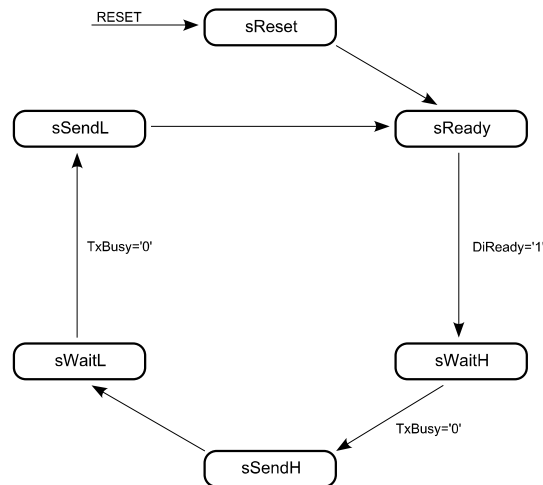 RESET
sReset
sSendL
sReady
TxBusy='0'
DiReady='1'
sWaitL
sWaitH
TxBusy='0'
sSendH